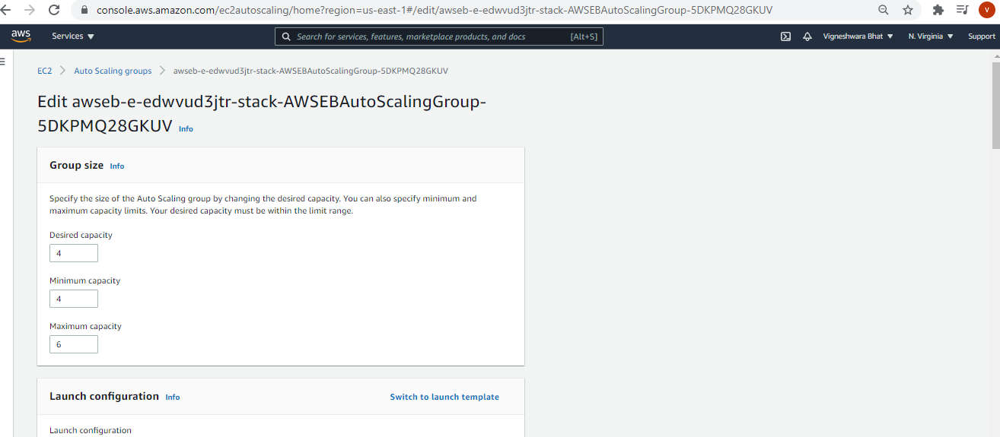 console.aws.amazon.com/ec2autoscaling/home?region=us-east-1#/edit/awseb-e-edwvud3jtr-stack-AWSEBAutoScalingGroup-5DKPMQ28GKUV
V
aws Services Search for services, features, marketplace products, and docs [Alt+S] Vigneshwara Bhat N. Virginia Support
EC2 Auto Scaling groups awseb-e-edwvud3jtr-stack-AWSEBAutoScalingGroup-5DKPMQ28GKUV
Edit awseb-e-edwvud3jtr-stack-AWSEBAutoScalingGroup-
5DKPMQ28GKUV Info
Group size Info
Specify the size of the Auto Scaling group by changing the desired capacity. You can also specify minimum and
maximum capacity limits. Your desired capacity must be within the limit range.
Desired capacity
4
Minimum capacity
4
Maximum capacity
6
Launch configuration Info Switch to launch template
Launch configuration